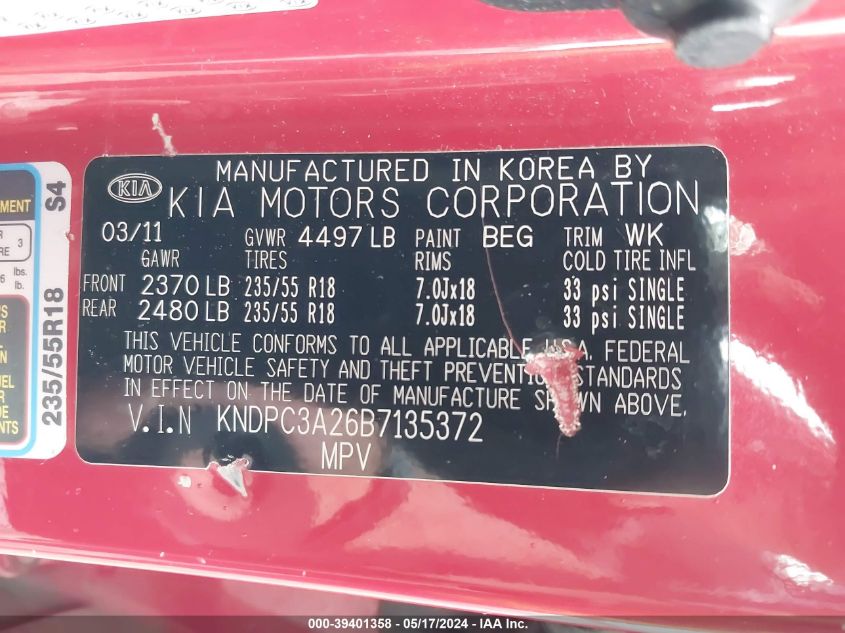 MANUFACTURED IN KOREA BY
KIA KIA MOTORS CORPORATION
03/11 GVWR 4497 LB PAINT BEG TRIM WK
GAWR TIRES RIMS COLD TIRE INFL
FRONT 2370 LB 235/55 R18 7.0Jx18 33 psi SINGLE
REAR 2480 LB 235/55 R18 7.0Jx18 33 psi SINGLE
THIS VEHICLE CONFORMS TO ALL APPLICABLE U.S.A. FEDERAL
MOTOR VEHICLE SAFETY AND THEFT PREVENTION STANDARDS
IN EFFECT ON THE DATE OF MANUFACTURE SHOWN ABOVE.
V.I.N KNDPC3A26B7135372
MPV
235/55R18 S4
3
lbs.
lb.
000-39401358 - 05/17/2024 - IAAI Inc.